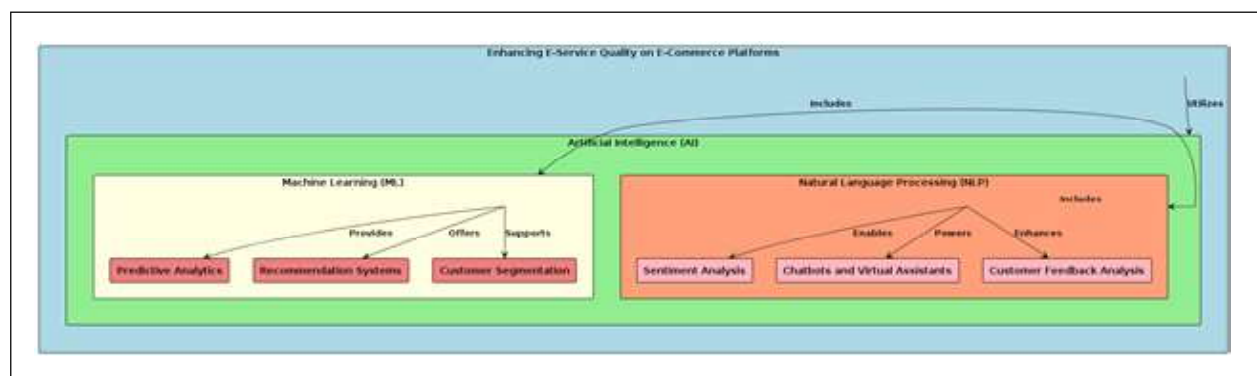 Enhancing E-Service Quality on E-Commerce Platforms
Includes
Utilizes
Artificial Intelligence (AI)
Machine Learning (ML)
Natural Language Processing (NLP)
Includes
Provides
Offers
Supports
Enables
Powers
Enhances
Predictive Analytics
Recommendation Systems
Customer Segmentation
Sentiment Analysis
Chatbots and Virtual Assistants
Customer Feedback Analysis